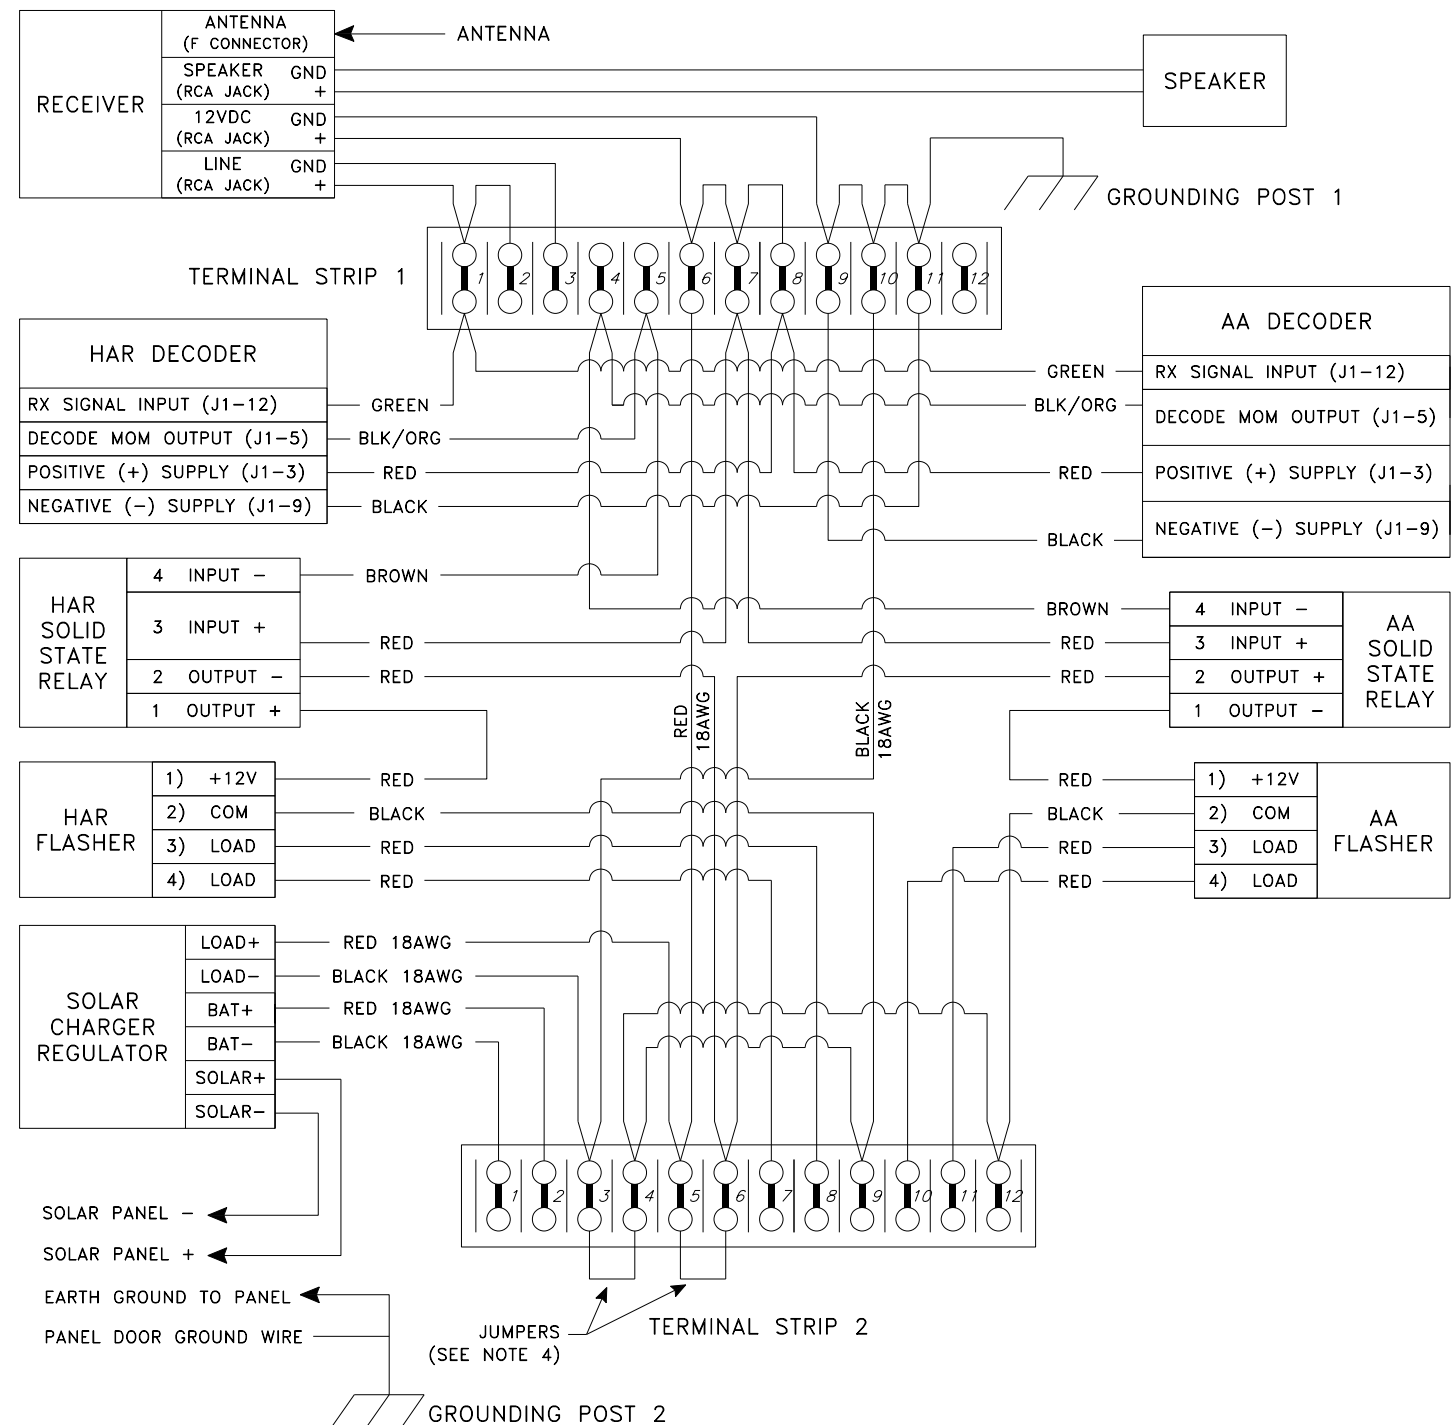 ANTENNA
(F CONNECTOR)
ANTENNA
SPEAKER GND
(RCA JACK) +
SPEAKER
RECEIVER
12VDC GND
(RCA JACK) +
LINE GND
(RCA JACK) +
GROUNDING POST 1
TERMINAL STRIP 1
1 2 3 4 5 6 7 8 9 10 11 12
HAR DECODER
RX SIGNAL INPUT (J1-12) GREEN
DECODE MOM OUTPUT (J1-5) BLK/ORG
POSITIVE (+) SUPPLY (J1-3) RED
NEGATIVE (-) SUPPLY (J1-9) BLACK
AA DECODER
GREEN RX SIGNAL INPUT (J1-12)
BLK/ORG DECODE MOM OUTPUT (J1-5)
RED POSITIVE (+) SUPPLY (J1-3)
BLACK NEGATIVE (-) SUPPLY (J1-9)
HAR
SOLID
STATE
RELAY
4 INPUT - BROWN
3 INPUT + RED
2 OUTPUT - RED
1 OUTPUT +
BROWN 4 INPUT -
RED 3 INPUT +
RED 2 OUTPUT +
1 OUTPUT -
AA
SOLID
STATE
RELAY
RED
18AWG
BLACK
18AWG
HAR
FLASHER
1) +12V RED
2) COM BLACK
3) LOAD RED
4) LOAD RED
RED 1) +12V
BLACK 2) COM
RED 3) LOAD
RED 4) LOAD
AA
FLASHER
SOLAR
CHARGER
REGULATOR
LOAD+ RED 18AWG
LOAD- BLACK 18AWG
BAT+ RED 18AWG
BAT- BLACK 18AWG
SOLAR+
SOLAR-
1 2 3 4 5 6 7 8 9 10 11 12
SOLAR PANEL -
SOLAR PANEL +
EARTH GROUND TO PANEL
PANEL DOOR GROUND WIRE
JUMPERS
(SEE NOTE 4)
TERMINAL STRIP 2
GROUNDING POST 2